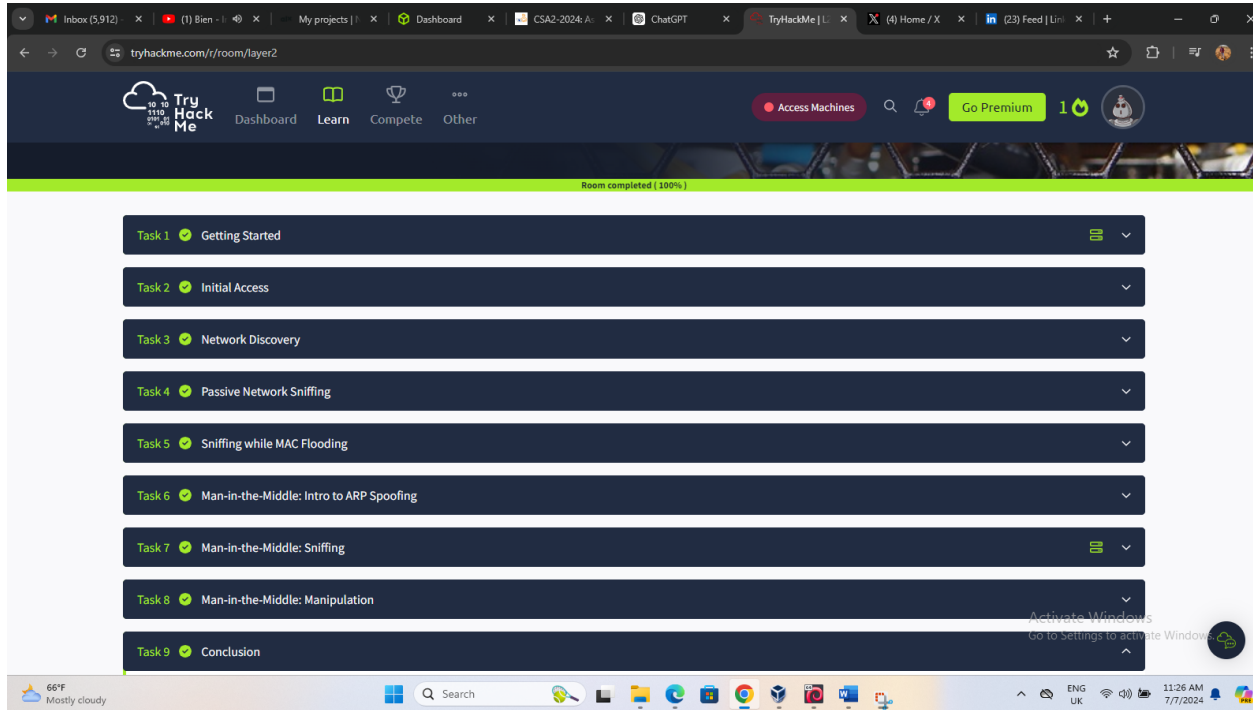 Inbox (5,912)
(1) Bien -
My projects |
Dashboard
CSA2-2024: A
ChatGPT
TryHackMe | L
(4) Home / X
(23) Feed | Lin
tryhackme.com/r/room/layer2
Try
Hack
Me
Dashboard
Learn
Compete
Other
Access Machines
4
Go Premium
1
Room completed ( 100% )
Task 1 Getting Started
Task 2 Initial Access
Task 3 Network Discovery
Task 4 Passive Network Sniffing
Task 5 Sniffing while MAC Flooding
Task 6 Man-in-the-Middle: Intro to ARP Spoofing
Task 7 Man-in-the-Middle: Sniffing
Task 8 Man-in-the-Middle: Manipulation
Activate Windows
Go to Settings to activate Windows.
Task 9 Conclusion
66°F
Mostly cloudy
Search
ENG
UK
11:26 AM
7/7/2024